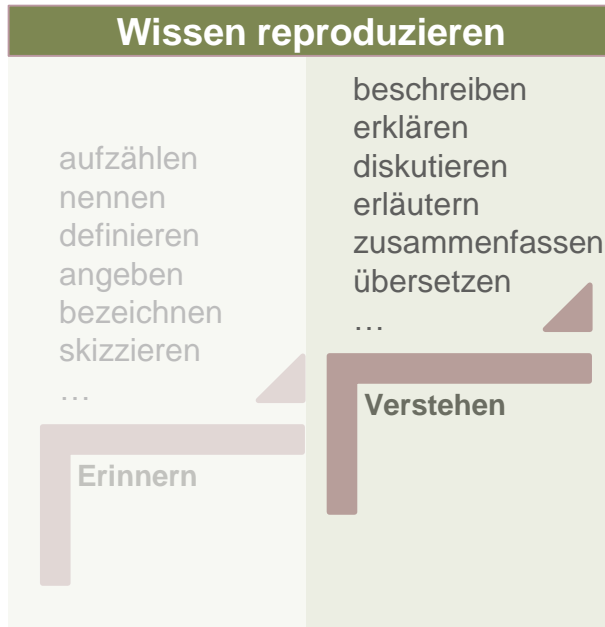 Wissen reproduzieren
aufzählen
nennen
definieren
angeben
bezeichnen
skizzieren
…
Erinnern
beschreiben
erklären
diskutieren
erläutern
zusammenfassen
übersetzen
…
Verstehen